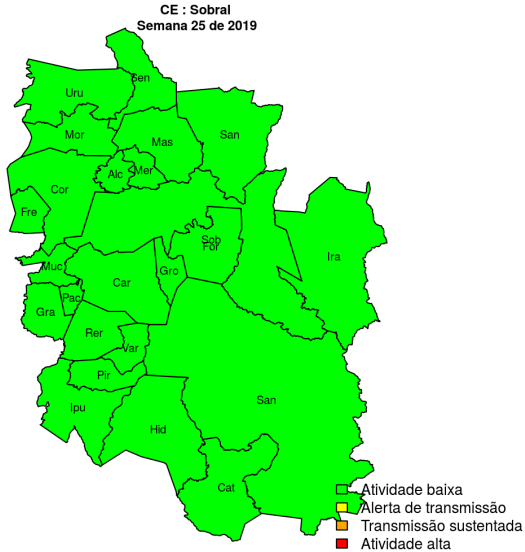 CE : Sobral
Semana 25 de 2019
Sen
Uru
Mor
Mas
San
Alc
Mer
Cor
Fre
Sob
For
Ira
Muc
Gro
Car
Pac
Gra
Rer
Var
Pir
San
Ipu
Hid
Cat
Atividade baixa
Alerta de transmissão
Transmissão sustentada
Atividade alta